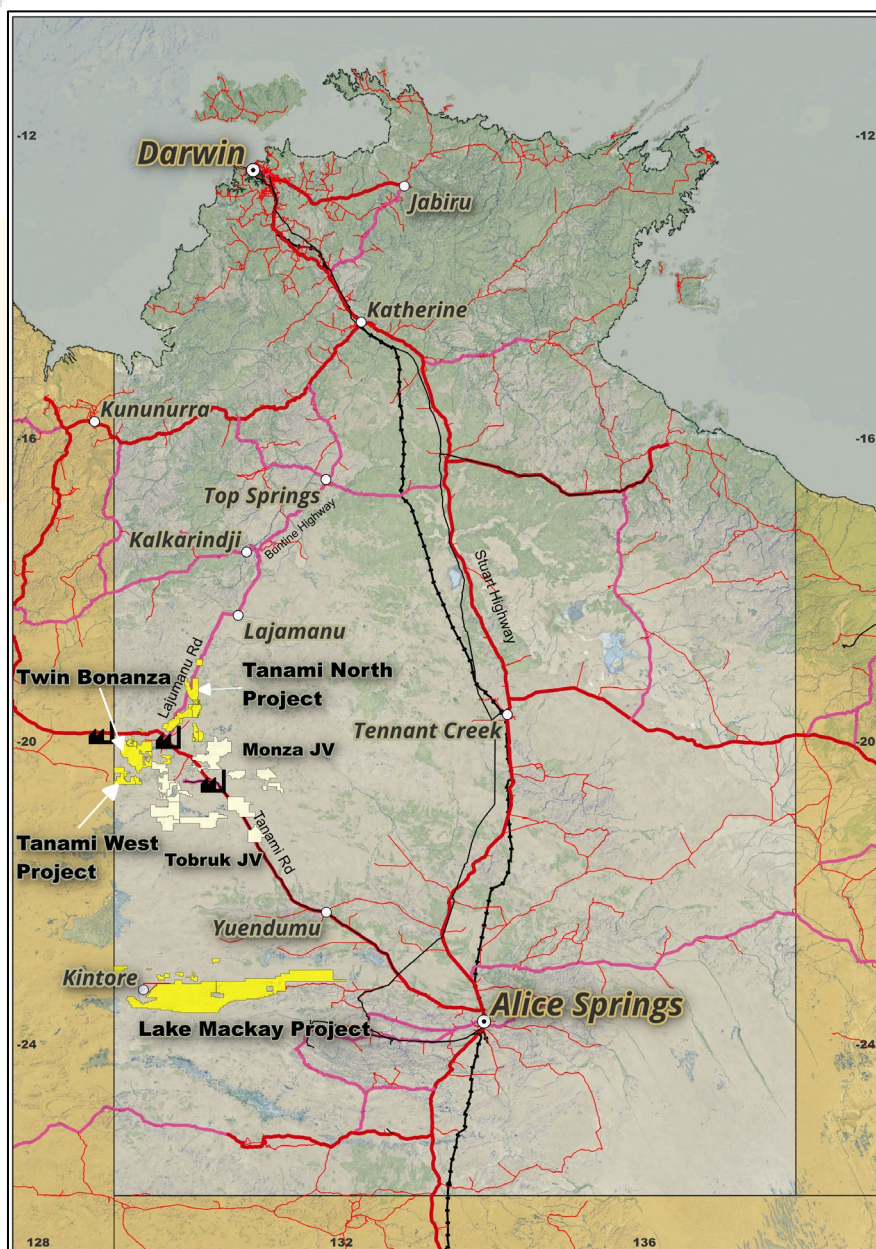 -12
-12
Darwin
Jabiru
Katherine
Kununurra
-16
-16
Top Springs
Kalkarindji
Buntine Highway
Stuart Highway
Lajamanu
Lajumanu Rd
Twin Bonanza
Tanami North
Project
Tennant Creek
-20
-20
Monza JV
Tanami West
Project
Tobruk JV
Tanami Rd
Yuendumu
Kintore
Alice Springs
Lake Mackay Project
-24
-24
128
132
136